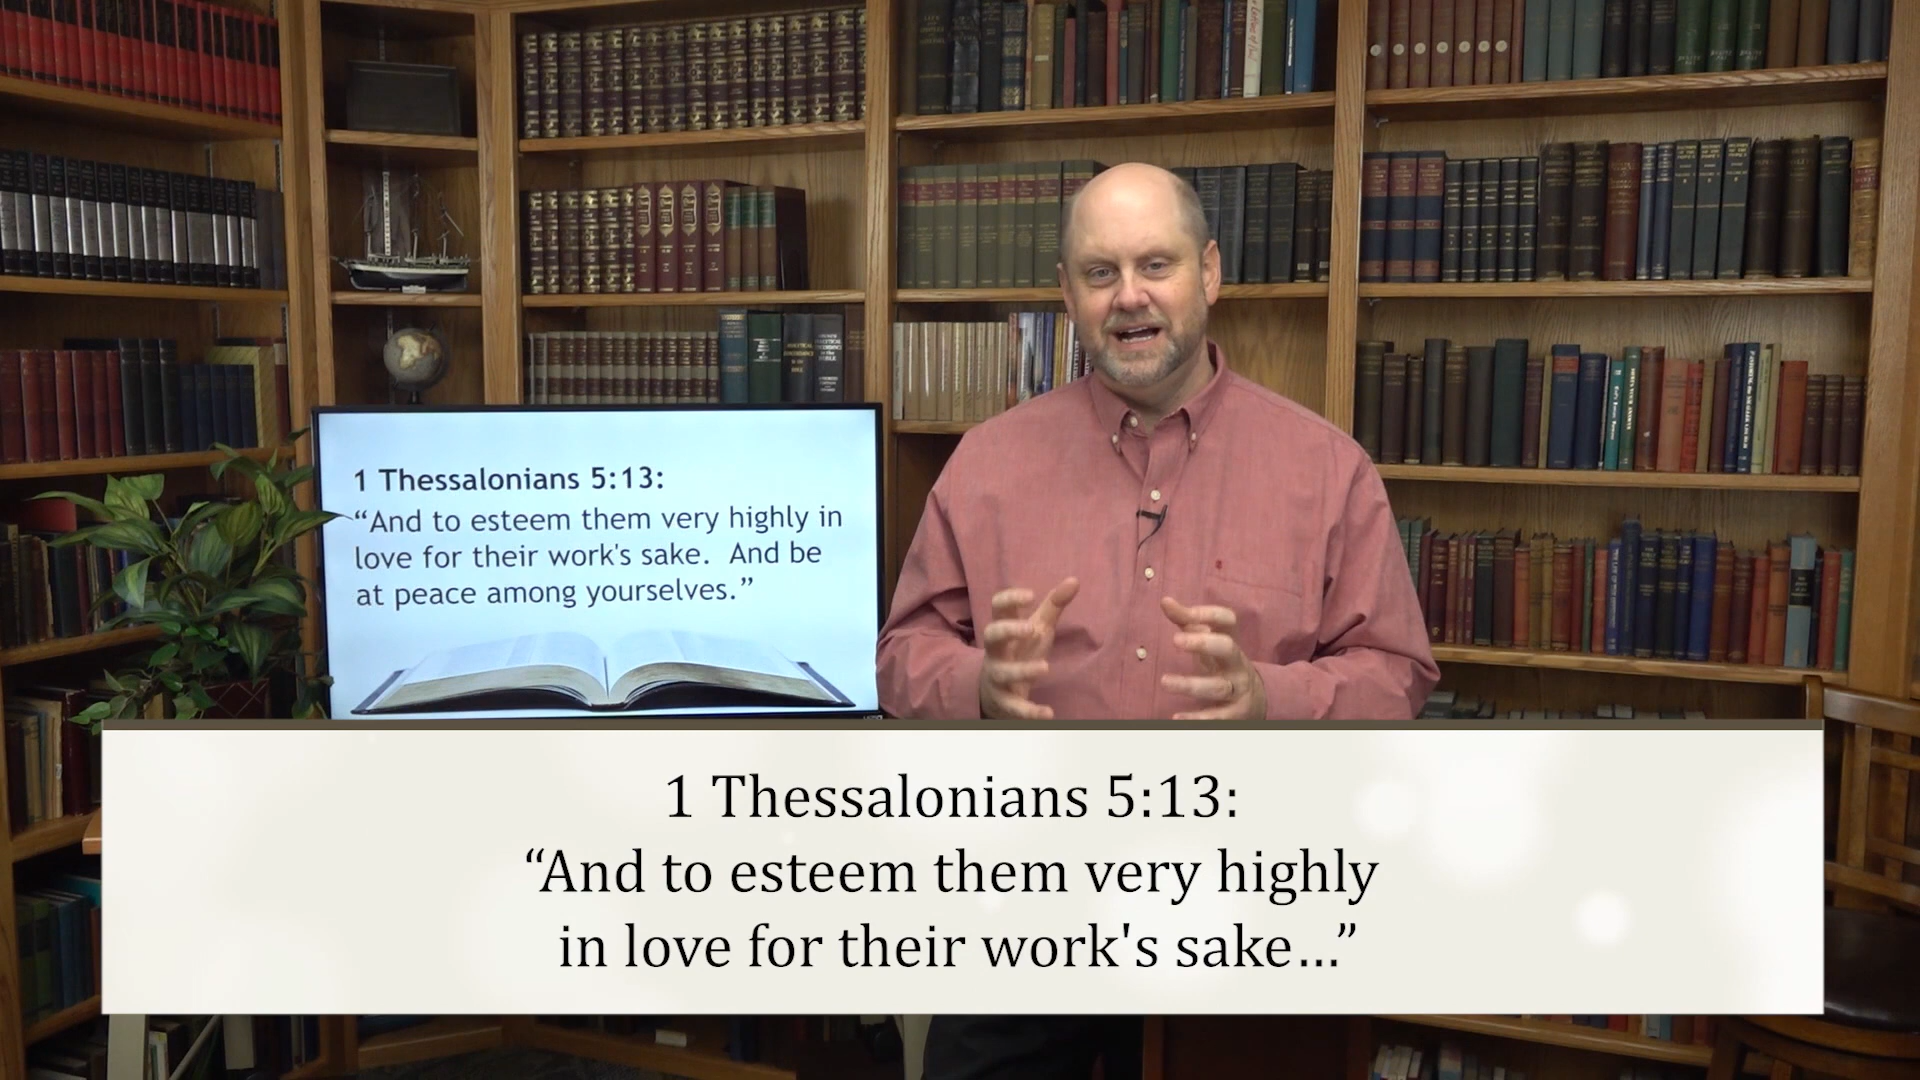 1 Thessalonians 5:13:
“And to esteem them very highly in
love for their work's sake.  And be
at peace among yourselves.”
1 Thessalonians 5:13:
“And to esteem them very highly
in love for their work's sake...”